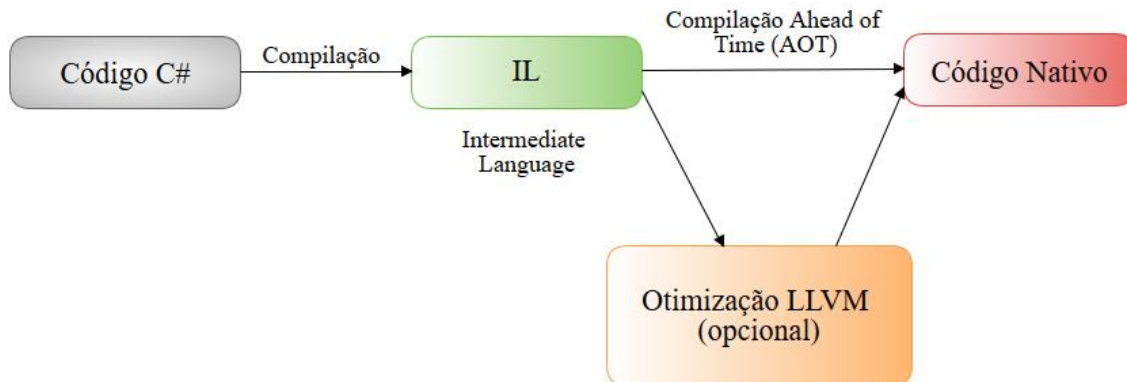 Código C#
Compilação
IL
Intermediate
Language
Compilação Ahead of
Time (AOT)
Código Nativo
Otimização LLVM
(opcional)